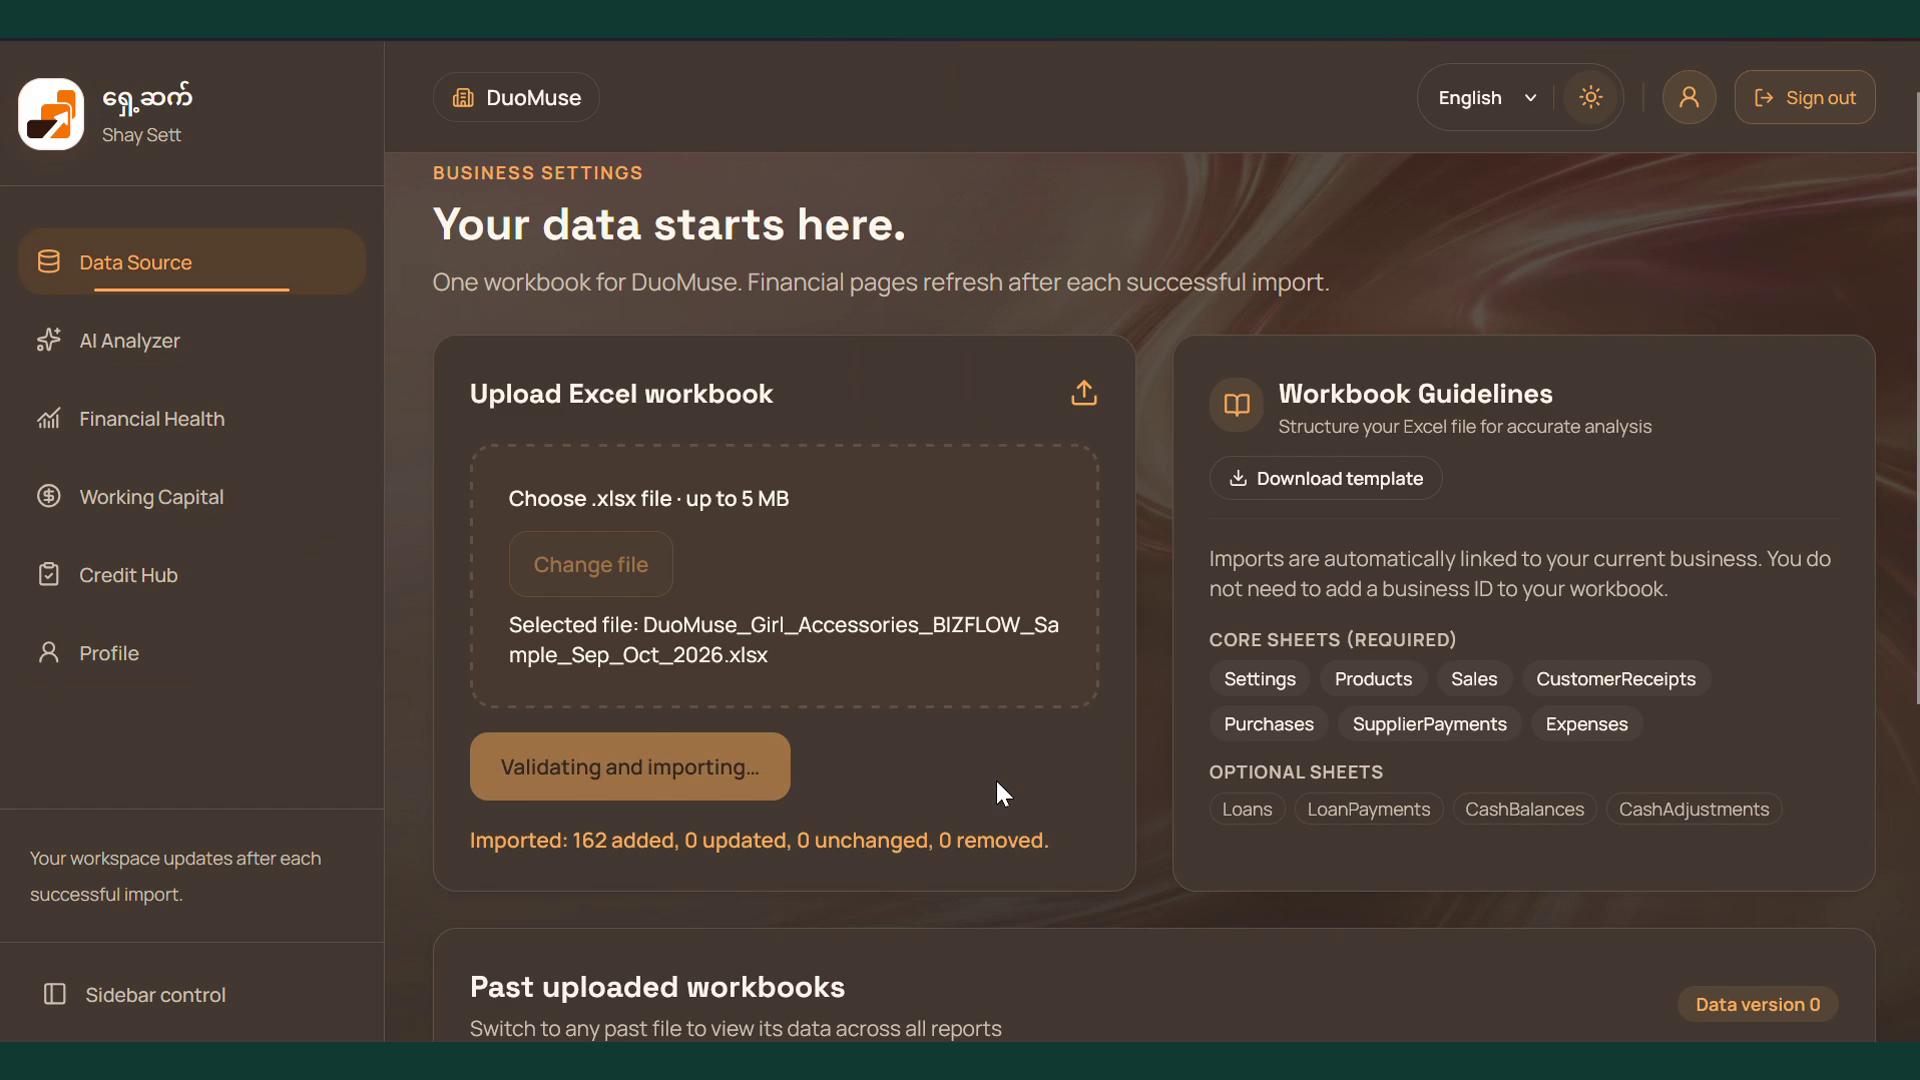 ရှေ့ဆက်
Shay Sett
Data Source
AI Analyzer
Financial Health
Working Capital
Credit Hub
Profile
Your workspace updates after each
successful import.
Sidebar control
DuoMuse
English
Sign out
BUSINESS SETTINGS
Your data starts here.
One workbook for DuoMuse. Financial pages refresh after each successful import.
Upload Excel workbook
Choose .xlsx file · up to 5 MB
Change file
Selected file: DuoMuse_Girl_Accessories_BIZFLOW_Sa
mple_Sep_Oct_2026.xlsx
Validating and importing…
Imported: 162 added, 0 updated, 0 unchanged, 0 removed.
Workbook Guidelines
Structure your Excel file for accurate analysis
Download template
Imports are automatically linked to your current business. You do
not need to add a business ID to your workbook.
CORE SHEETS (REQUIRED)
Settings Products Sales CustomerReceipts
Purchases SupplierPayments Expenses
OPTIONAL SHEETS
Loans LoanPayments CashBalances CashAdjustments
Past uploaded workbooks
Switch to any past file to view its data across all reports
Data version 0